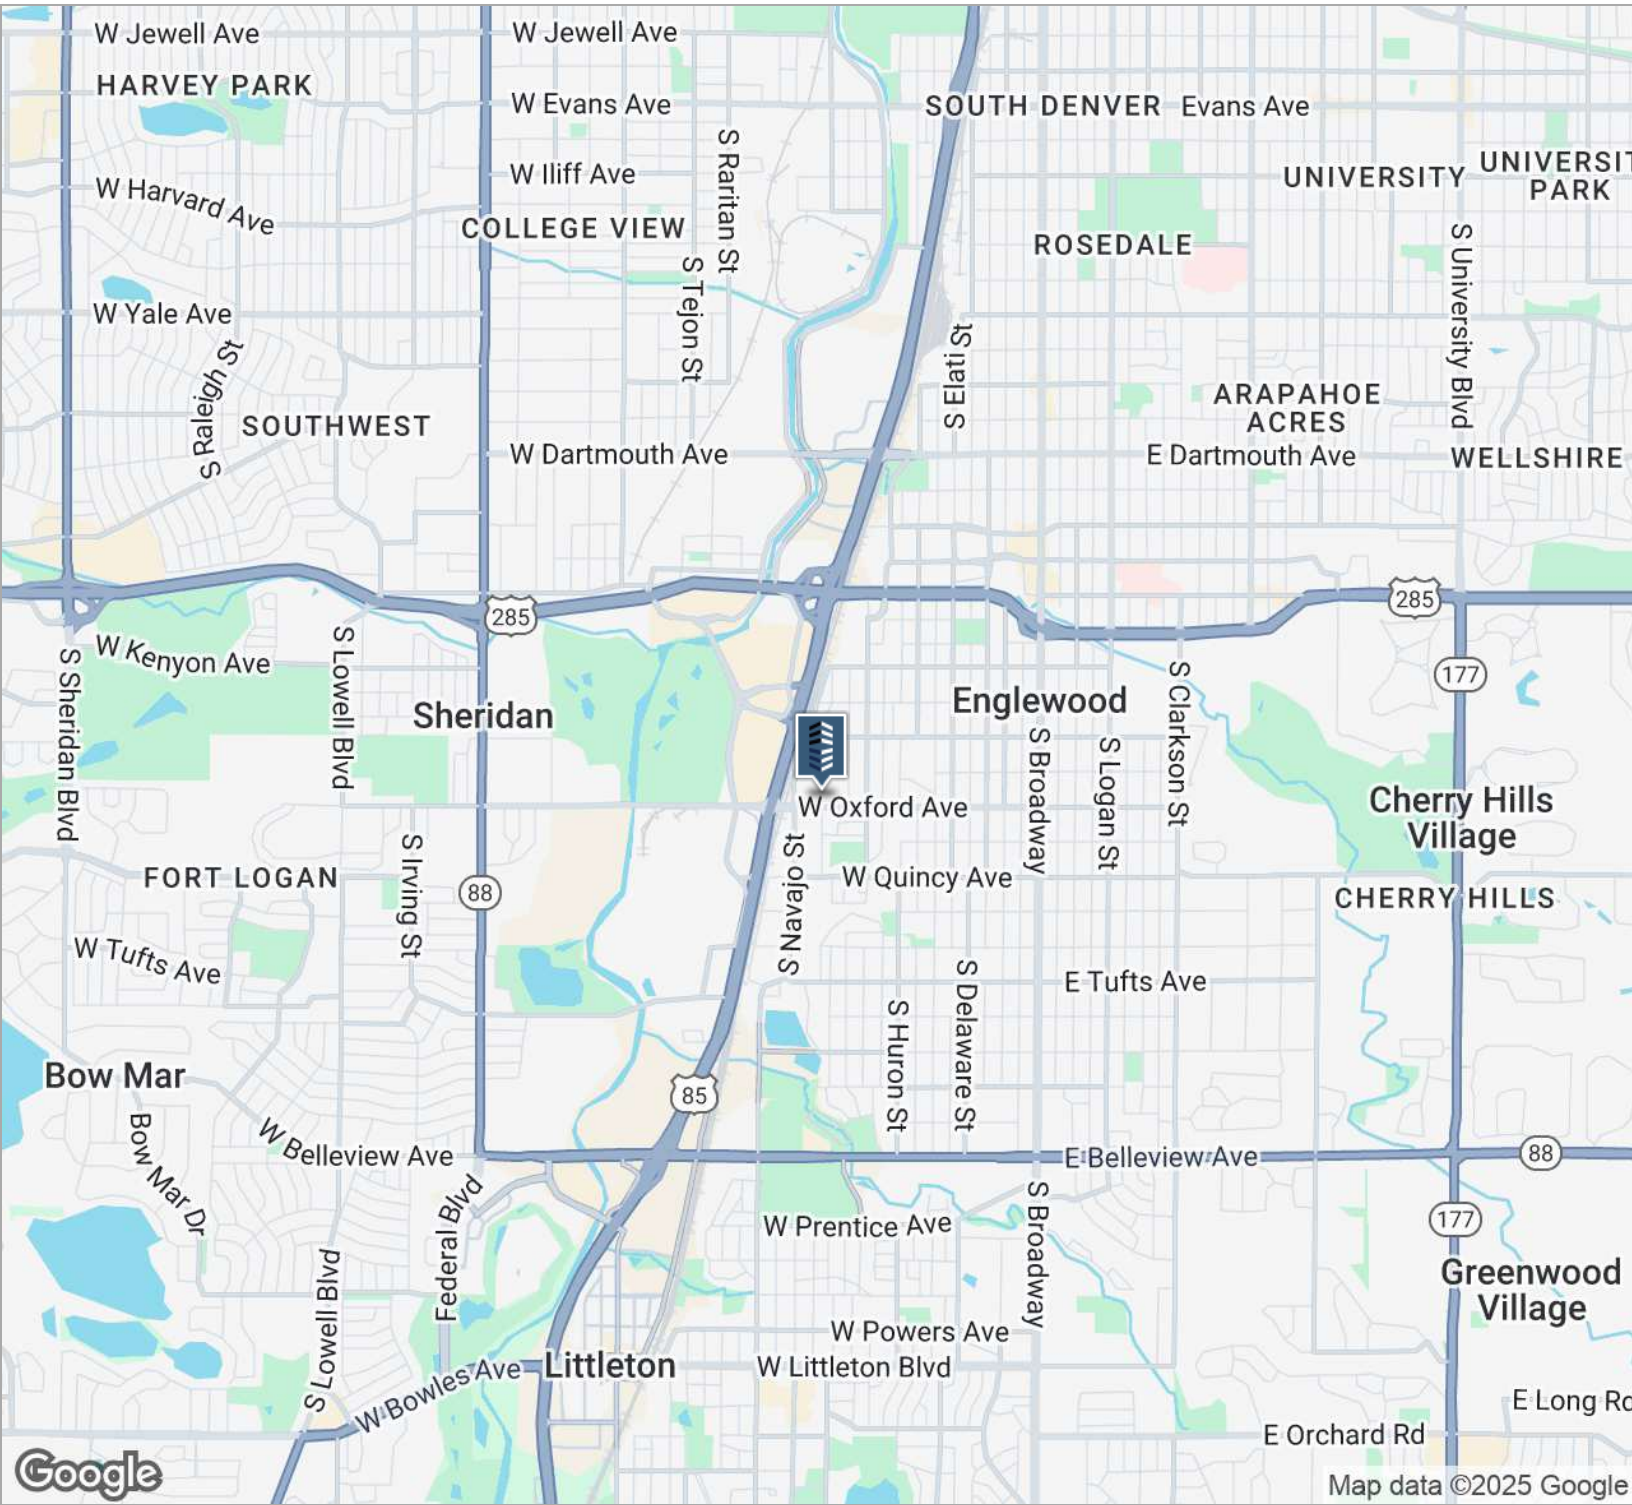 W Jewell Ave
W Jewell Ave
HARVEY PARK
W Evans Ave
SOUTH DENVER
Evans Ave
S Raritan St
W Iliff Ave
UNIVERSITY
UNIVERSIT
PARK
W Harvard Ave
COLLEGE VIEW
ROSEDALE
S University Blvd
S Tejon St
W Yale Ave
S Raleigh St
S Elati St
ARAPAHOE
ACRES
SOUTHWEST
W Dartmouth Ave
E Dartmouth Ave
WELLSHIRE
285
285
W Kenyon Ave
S Lowell Blvd
S Sheridan Blvd
Sheridan
Englewood
S Clarkson St
177
S Broadway
S Logan St
W Oxford Ave
Cherry Hills
Village
S Irving St
S Navajo St
FORT LOGAN
W Quincy Ave
88
CHERRY HILLS
W Tufts Ave
E Tufts Ave
S Huron St
S Delaware St
Bow Mar
85
Bow Mar Dr
W Belleview Ave
E Belleview Ave
88
Federal Blvd
S Broadway
W Prentice Ave
177
S Lowell Blvd
Greenwood
Village
W Powers Ave
Littleton
W Littleton Blvd
W Bowles Ave
E Long Rd
E Orchard Rd
Google
Map data ©2025 Google